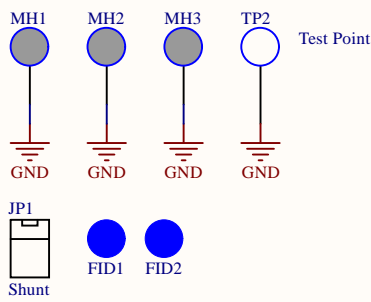 MH1 MH2 MH3 TP2
Test Point
GND GND GND GND
JP1
FID1 FID2
Shunt